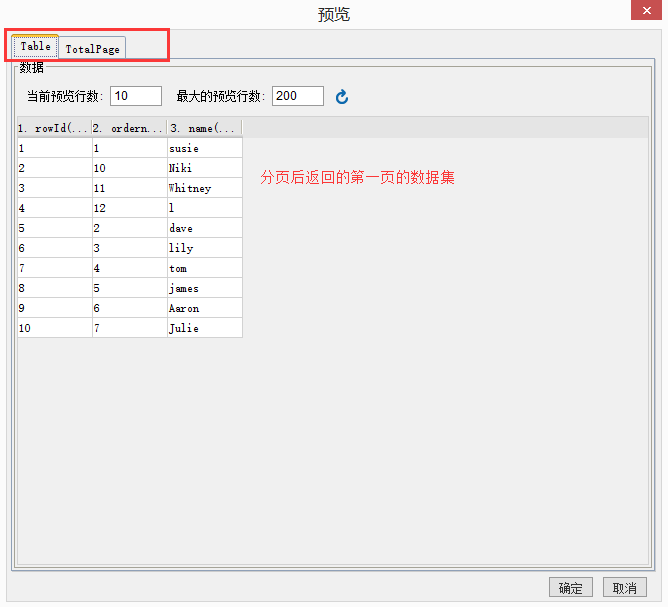 预览
Table TotalPage
数据
当前预览行数: 10 最大的预览行数: 200
1. rowId(... 2. ordern... 3. name(...
1 1 susie
2 10 Niki
3 11 Whitney
4 12 l
5 2 dave
6 3 lily
7 4 tom
8 5 james
9 6 Aaron
10 7 Julie
分页后返回的第一页的数据集
确定 取消